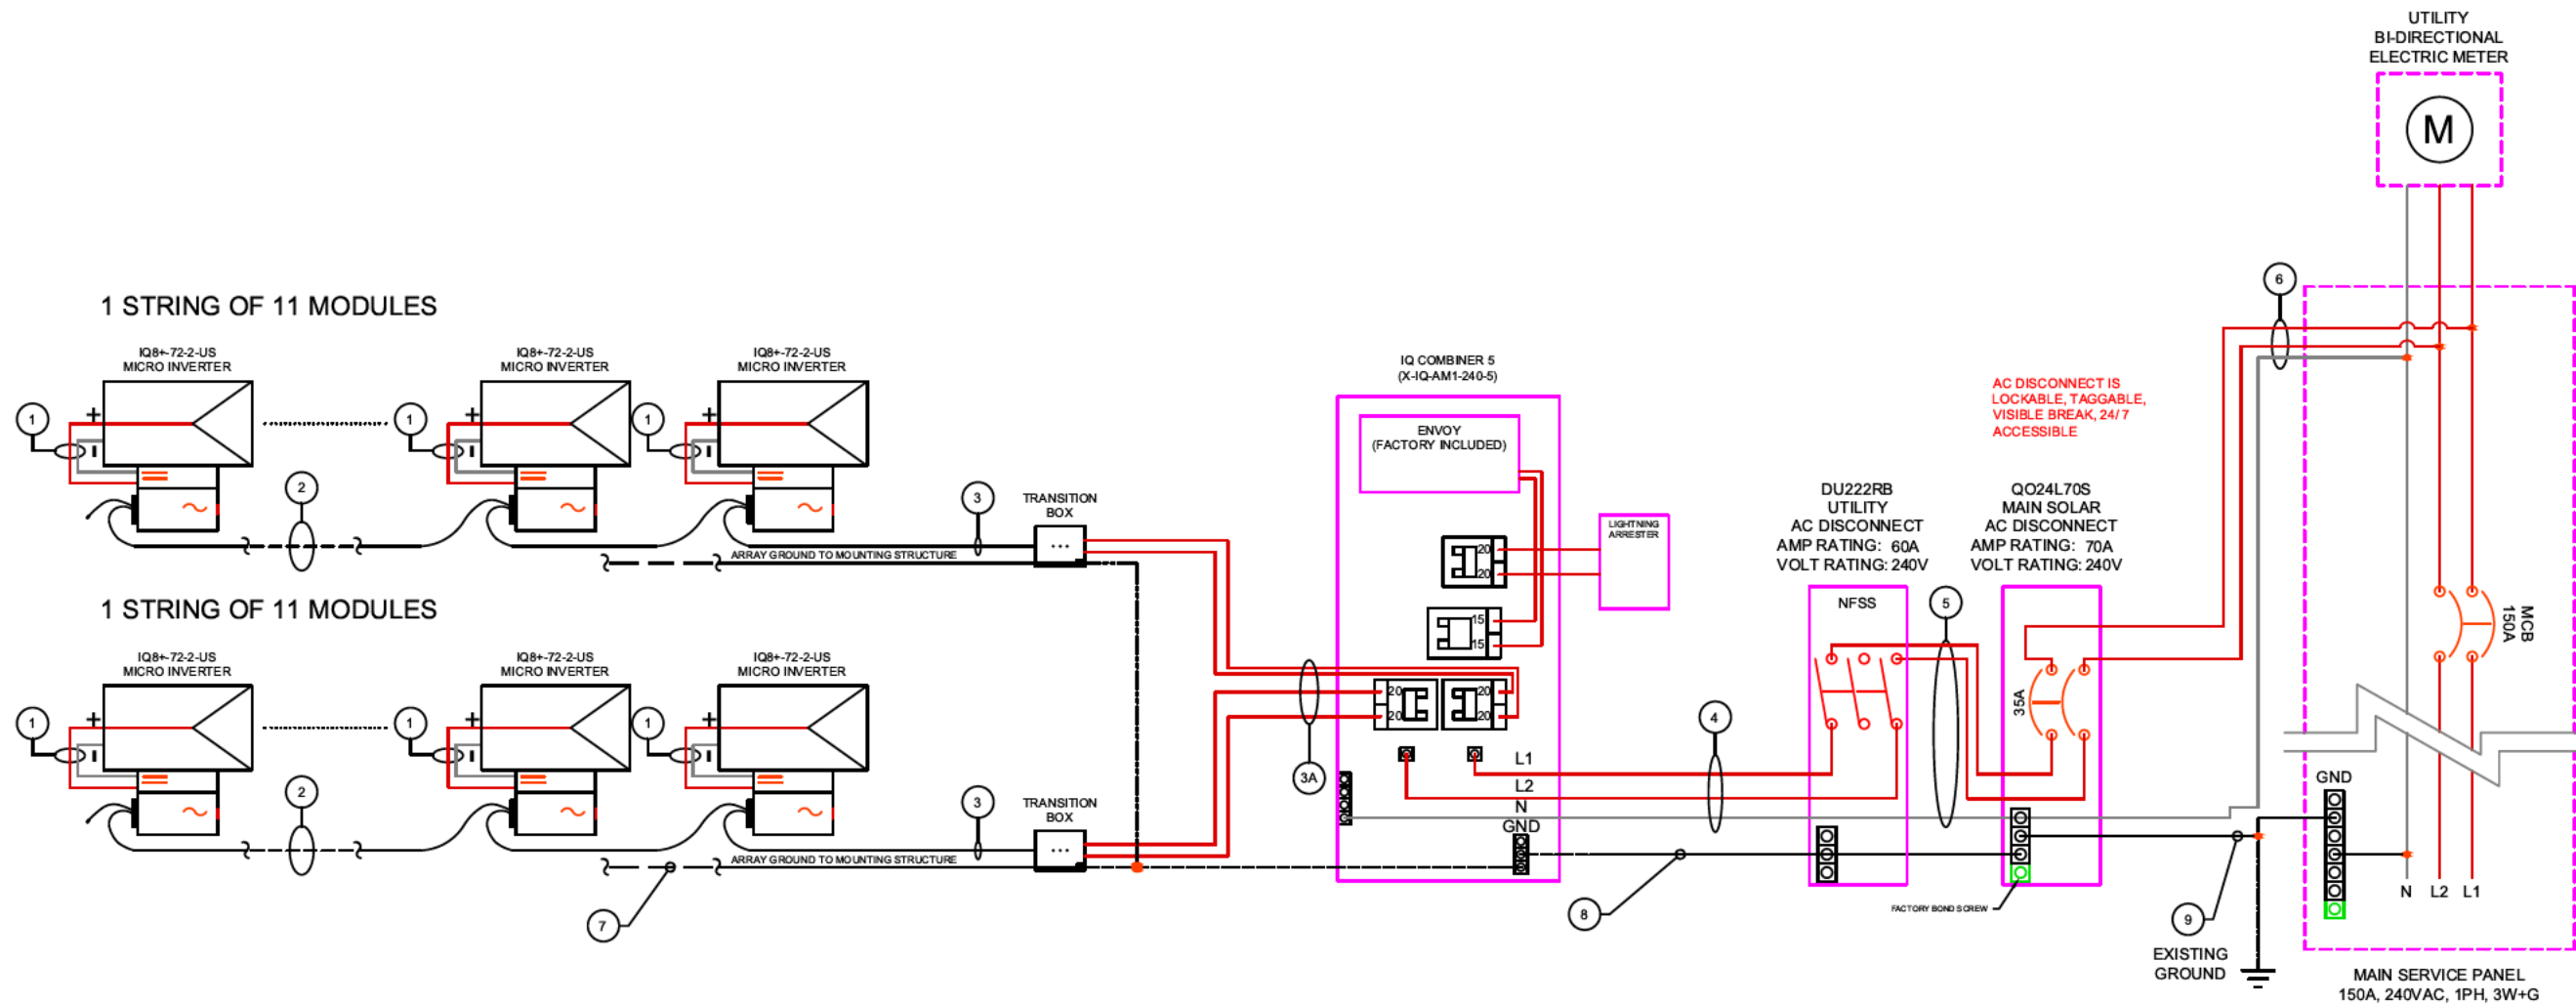 UTILITY
BI-DIRECTIONAL
ELECTRIC METER
M
6
1 STRING OF 11 MODULES
IQ8+-72-2-US
MICRO INVERTER
IQ8+-72-2-US
MICRO INVERTER
IQ8+-72-2-US
MICRO INVERTER
1
+
-
1
+
-
1
+
-
2
3
TRANSITION
BOX
...
ARRAY GROUND TO MOUNTING STRUCTURE
1 STRING OF 11 MODULES
IQ8+-72-2-US
MICRO INVERTER
IQ8+-72-2-US
MICRO INVERTER
IQ8+-72-2-US
MICRO INVERTER
1
+
-
1
+
-
1
+
-
2
3
TRANSITION
BOX
...
ARRAY GROUND TO MOUNTING STRUCTURE
7
IQ COMBINER 5
(X-IQ-AM1-240-5)
ENVOY
(FACTORY INCLUDED)
LIGHTNING
ARRESTER
20
20
15
15
20
20
20
20
3A
L1
L2
N
GND
4
8
DU222RB
UTILITY
AC DISCONNECT
AMP RATING: 60A
VOLT RATING: 240V
NFSS
5
AC DISCONNECT IS
LOCKABLE, TAGGABLE,
VISIBLE BREAK, 24/7
ACCESSIBLE
QO24L70S
MAIN SOLAR
AC DISCONNECT
AMP RATING: 70A
VOLT RATING: 240V
35A
FACTORY BOND SCREW
9
EXISTING
GROUND
MCB
150A
GND
N L2 L1
MAIN SERVICE PANEL
150A, 240VAC, 1PH, 3W+G